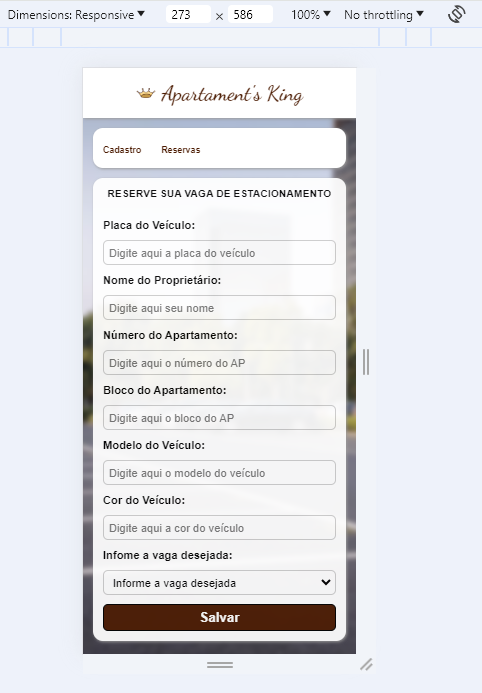 Dimensions: Responsive 273 × 586 100% No throttling
Apartament's King
Cadastro Reservas
RESERVE SUA VAGA DE ESTACIONAMENTO
Placa do Veículo:
Digite aqui a placa do veículo
Nome do Proprietário:
Digite aqui seu nome
Número do Apartamento:
Digite aqui o número do AP
Bloco do Apartamento:
Digite aqui o bloco do AP
Modelo do Veículo:
Digite aqui o modelo do veículo
Cor do Veículo:
Digite aqui a cor do veículo
Infome a vaga desejada:
Informe a vaga desejada
Salvar